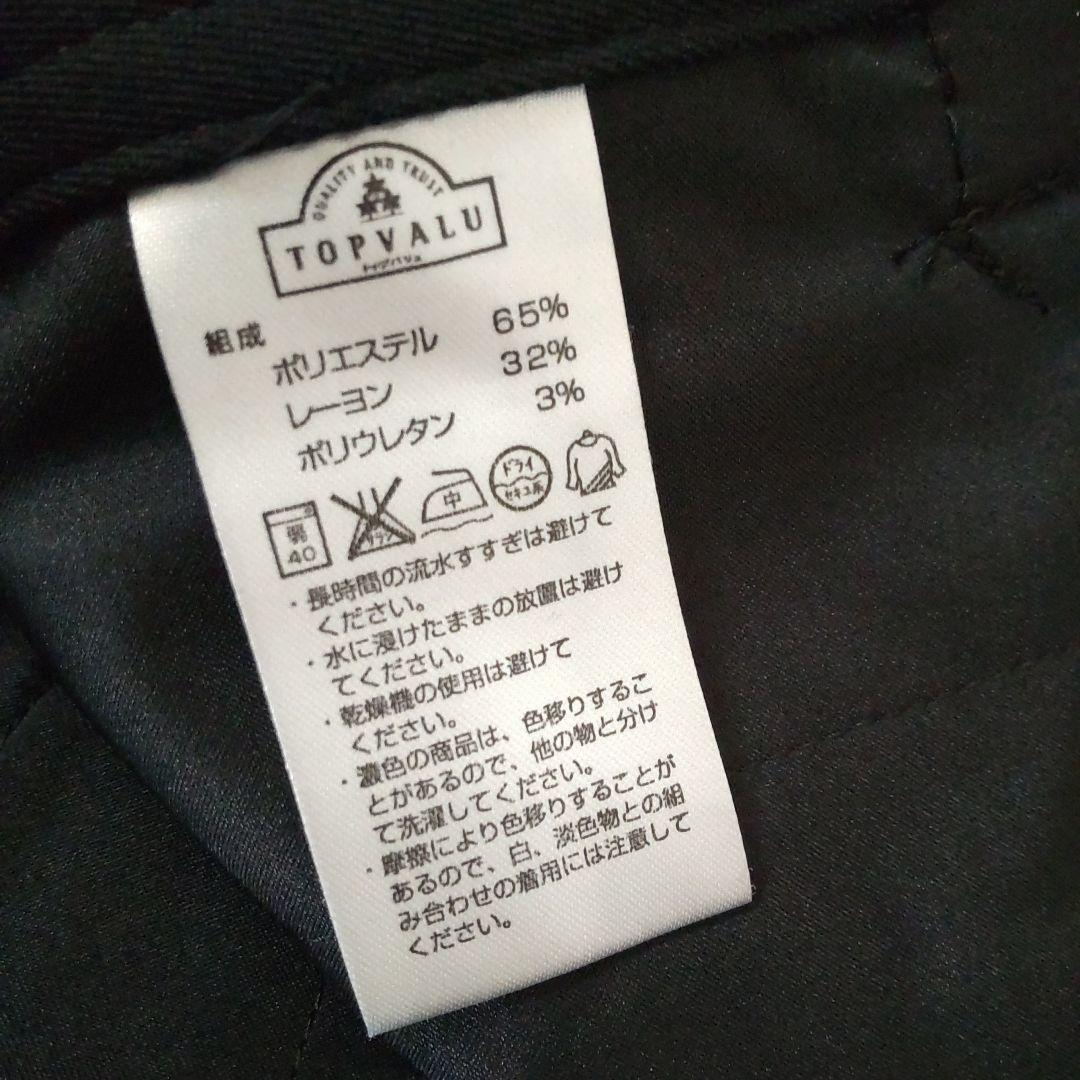 QUALITY AND TRUST
TOPVALU
トップバリュ
組成
ポリエステル 65%
レーヨン 32%
ポリウレタン 3%
弱
40
エンソサラシ
中
ドライ
セキユ系
・長時間の流水すすぎは避けて
ください。
・水に浸けたままの放置は避け
てください。
・乾燥機の使用は避けて
ください。
・濃色の商品は、色移りするこ
とがあるので、他の物と分け
て洗濯してください。
・摩擦により色移りすることが
あるので、白、淡色物との組
み合わせの着用には注意して
ください。